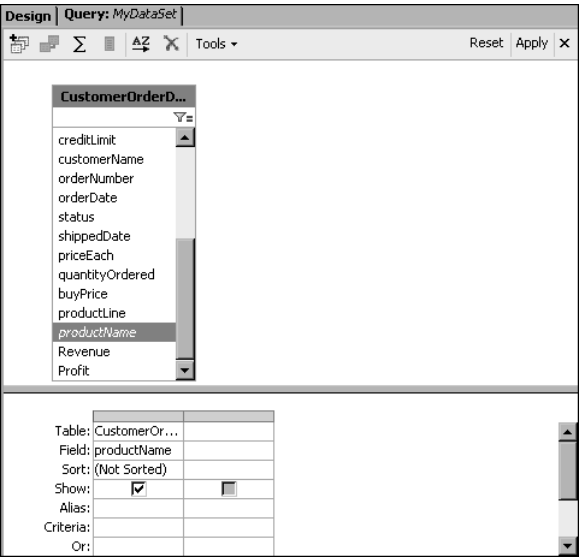 Design Query: MyDataSet
Tools Reset Apply
CustomerOrderD...
creditLimit
customerName
orderNumber
orderDate
status
shippedDate
priceEach
quantityOrdered
buyPrice
productLine
productName
Revenue
Profit
Table: CustomerOr...
Field: productName
Sort: (Not Sorted)
Show:
Alias:
Criteria:
Or: